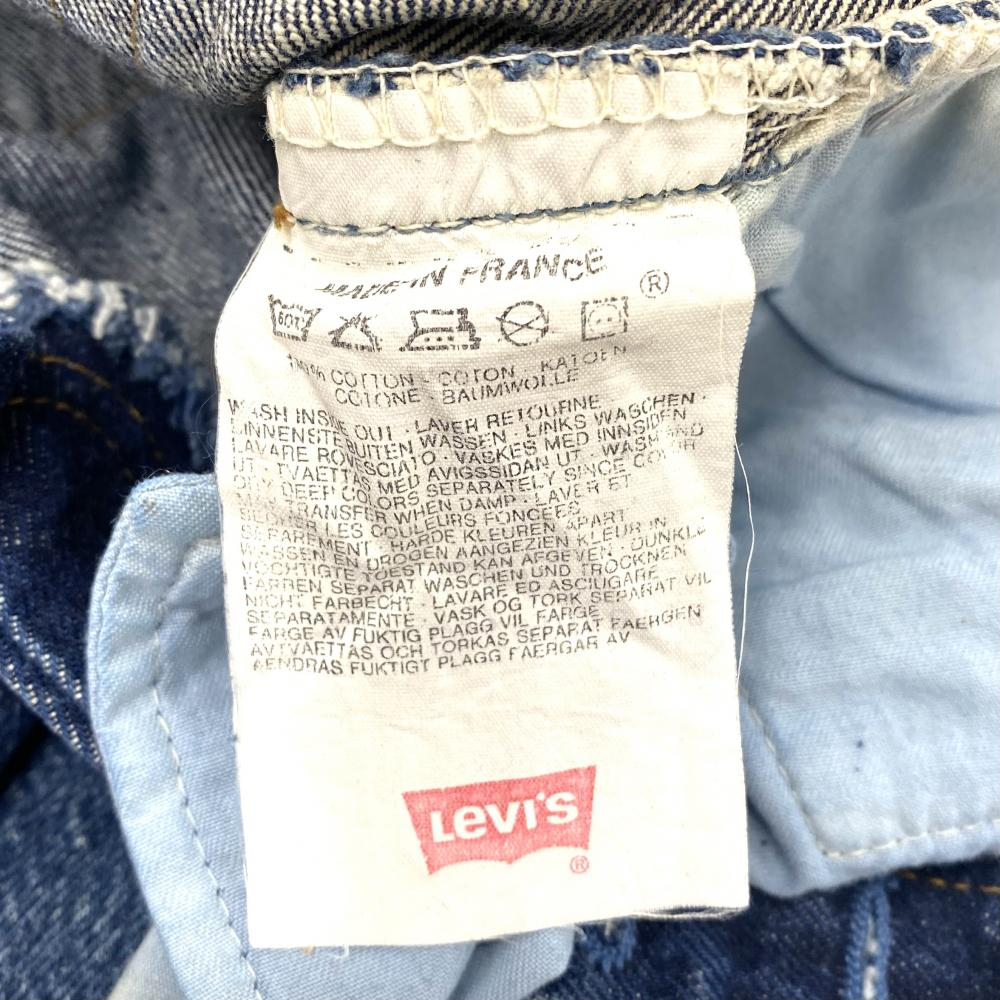 MADE IN FRANCE
®
60°
100% COTTON · COTON · KATOEN
COTONE · BAUMWOLLE
WASH INSIDE OUT · LAVER RETOURNE ·
BINNENSTEBUITEN WASSEN · LINKS WASCHEN ·
LAVARE ROVESCIATO · VASKES MED INNSIDEN
UT · TVAETTAS MED AVIGSSIDAN UT · WASH AND
DRY DEEP COLORS SEPARATELY SINCE COLOR
MAY TRANSFER WHEN DAMP · LAVER ET
SECHER LES COULEURS FONCEES
SEPAREMENT · HARDE KLEUREN APART
WASSEN EN DROGEN AANGEZIEN KLEUR IN
VOCHTIGTE TOESTAND KAN AFGEVEN · DUNKLE
FARBEN SEPARAT WASCHEN UND TROCKNEN
NICHT FARBECHT · LAVARE ED ASCIUGARE
SEPARATAMENTE · VASK OG TORK SEPARAT VIL
FARGE AV FUKTIG PLAGG VIL FARGE
AVTVAETTAS OCH TORKAS SEPARAT FAERGEN
AENDRAS FUKTIGT PLAGG FAERGAR AV
LEVI'S
®